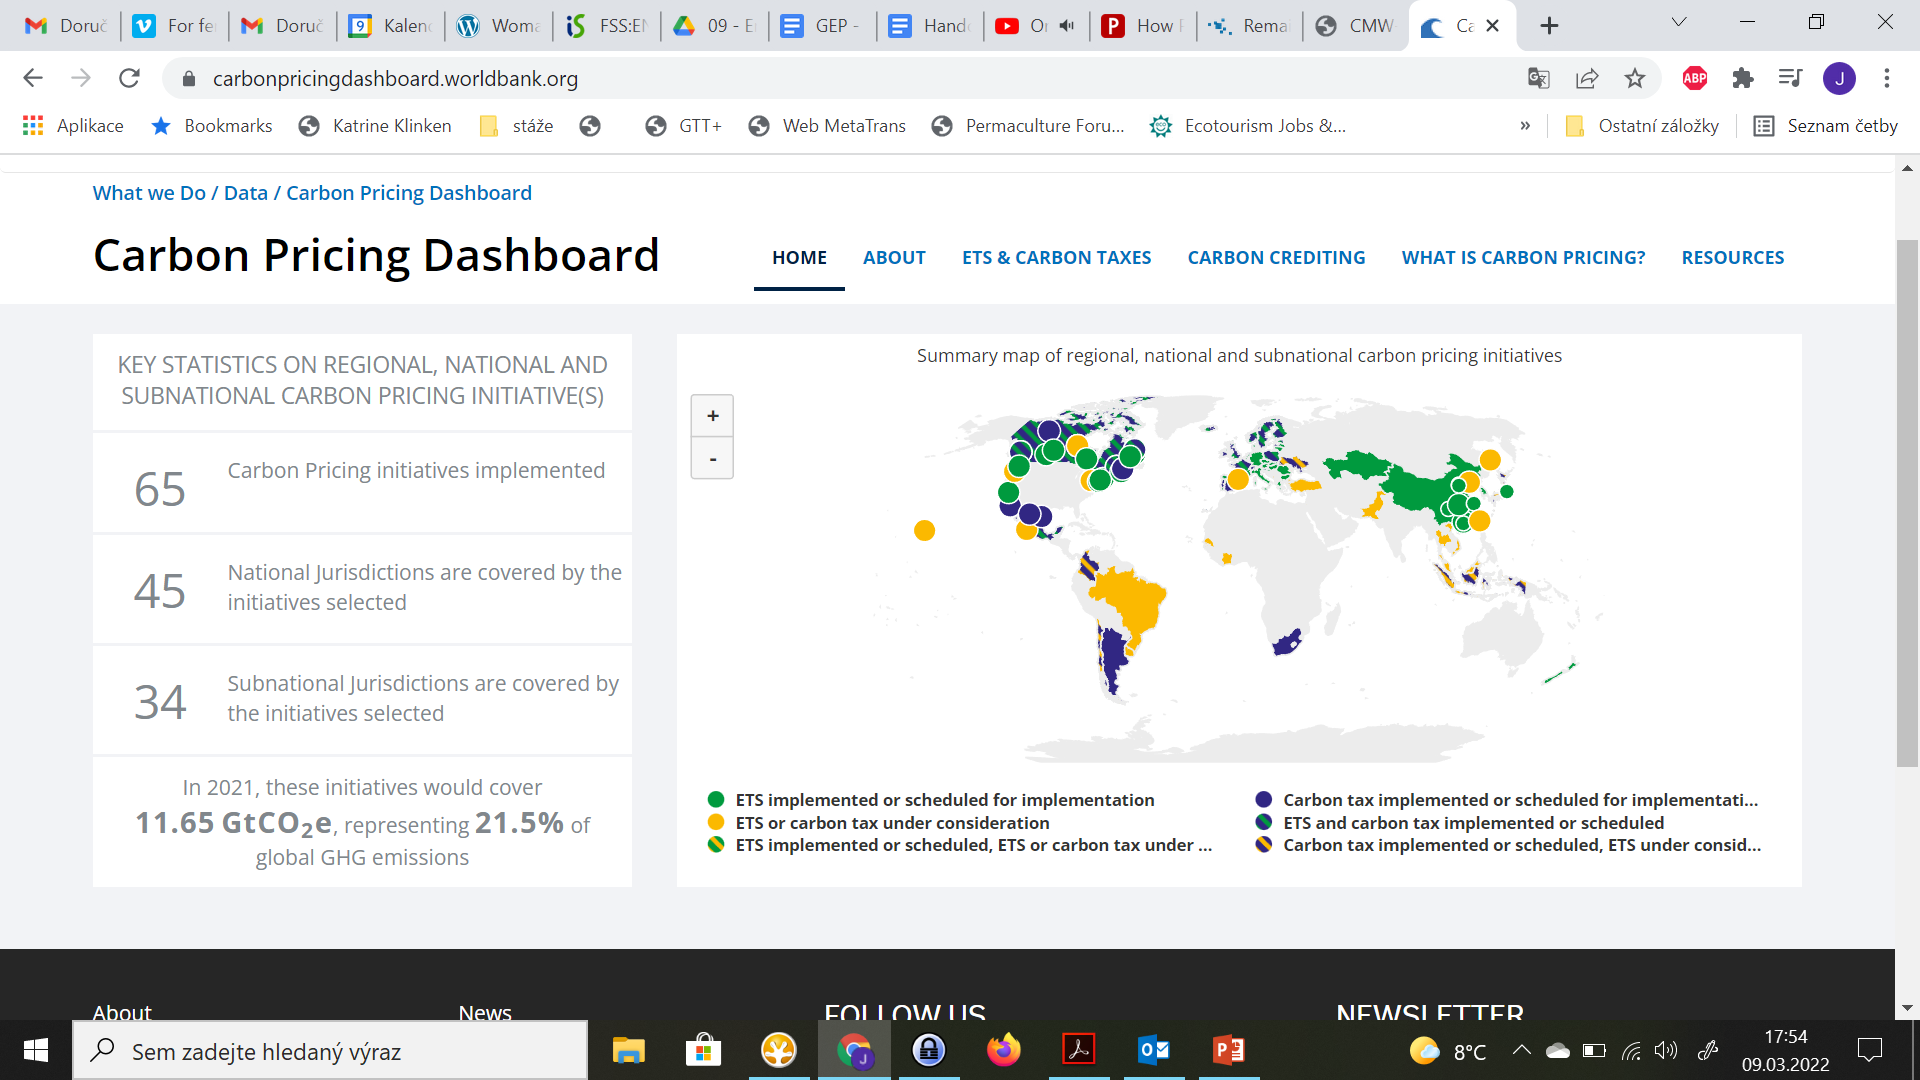 Doruč
For fe
Doruč
9
Kalend
Woma
FSS:EN
09 - E
GEP -
Hando
How
Remai
CMW
Ca
carbonpricingdashboard.worldbank.org
ABP
J
Aplikace
Bookmarks
Katrine Klinken
stáže
GTT+
Web MetaTrans
Permaculture Foru...
Ecotourism Jobs &...
»
Ostatní záložky
Seznam četby
What we Do / Data / Carbon Pricing Dashboard
Carbon Pricing Dashboard
HOME
ABOUT
ETS & CARBON TAXES
CARBON CREDITING
WHAT IS CARBON PRICING?
RESOURCES
KEY STATISTICS ON REGIONAL, NATIONAL AND
SUBNATIONAL CARBON PRICING INITIATIVE(S)
65
Carbon Pricing initiatives implemented
45
National Jurisdictions are covered by the
initiatives selected
34
Subnational Jurisdictions are covered by
the initiatives selected
In 2021, these initiatives would cover
11.65 GtCO₂e, representing 21.5% of
global GHG emissions
Summary map of regional, national and subnational carbon pricing initiatives
+
-
ETS implemented or scheduled for implementation
ETS or carbon tax under consideration
ETS implemented or scheduled, ETS or carbon tax under ...
Carbon tax implemented or scheduled for implementati...
ETS and carbon tax implemented or scheduled
Carbon tax implemented or scheduled, ETS under consid...
About
News
FOLLOW US
NEWSLETTER
Sem zadejte hledaný výraz
8°C
17:54
09.03.2022